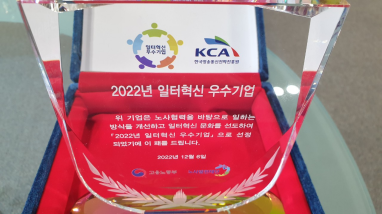 일터혁신
우수기업
KCA
한국방송통신전파진흥원
2022년 일터혁신 우수기업
위 기업은 노사협력을 바탕으로 일하는
방식을 개선하고 일터혁신 문화를 선도하여
「2022년 일터혁신 우수기업」으로 선정
되었기에 이 패를 드립니다.
2022년 12월 6일
고용노동부